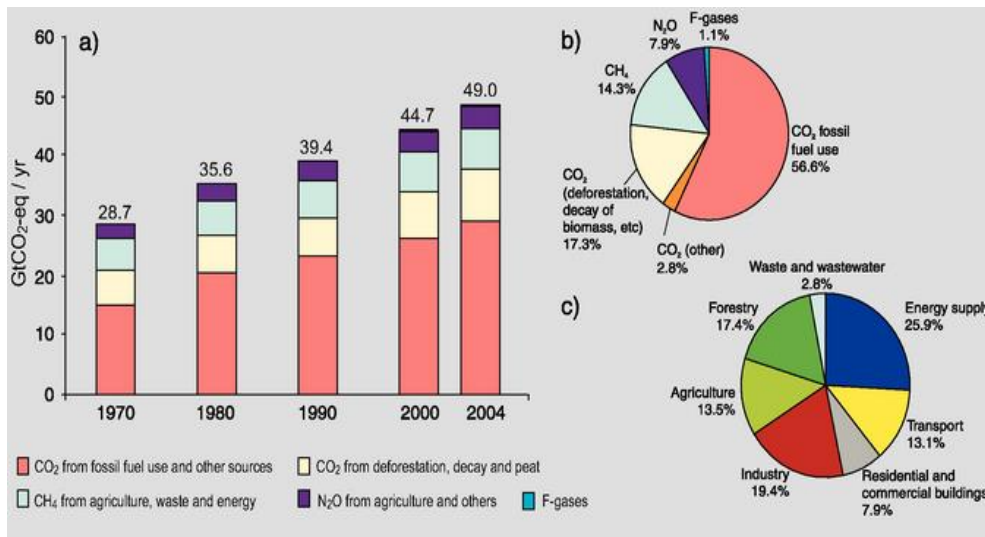 a)
GtCO₂-eq / yr
60
50
40
30
20
10
0
28.7
35.6
39.4
44.7
49.0
1970
1980
1990
2000
2004
CO₂ from fossil fuel use and other sources
CO₂ from deforestation, decay and peat
CH₄ from agriculture, waste and energy
N₂O from agriculture and others
F-gases
b)
F-gases
1.1%
N₂O
7.9%
CH₄
14.3%
CO₂ fossil
fuel use
56.6%
CO₂
(deforestation,
decay of
biomass, etc)
17.3%
CO₂ (other)
2.8%
c)
Waste and wastewater
2.8%
Forestry
17.4%
Energy supply
25.9%
Agriculture
13.5%
Transport
13.1%
Industry
19.4%
Residential and
commercial buildings
7.9%